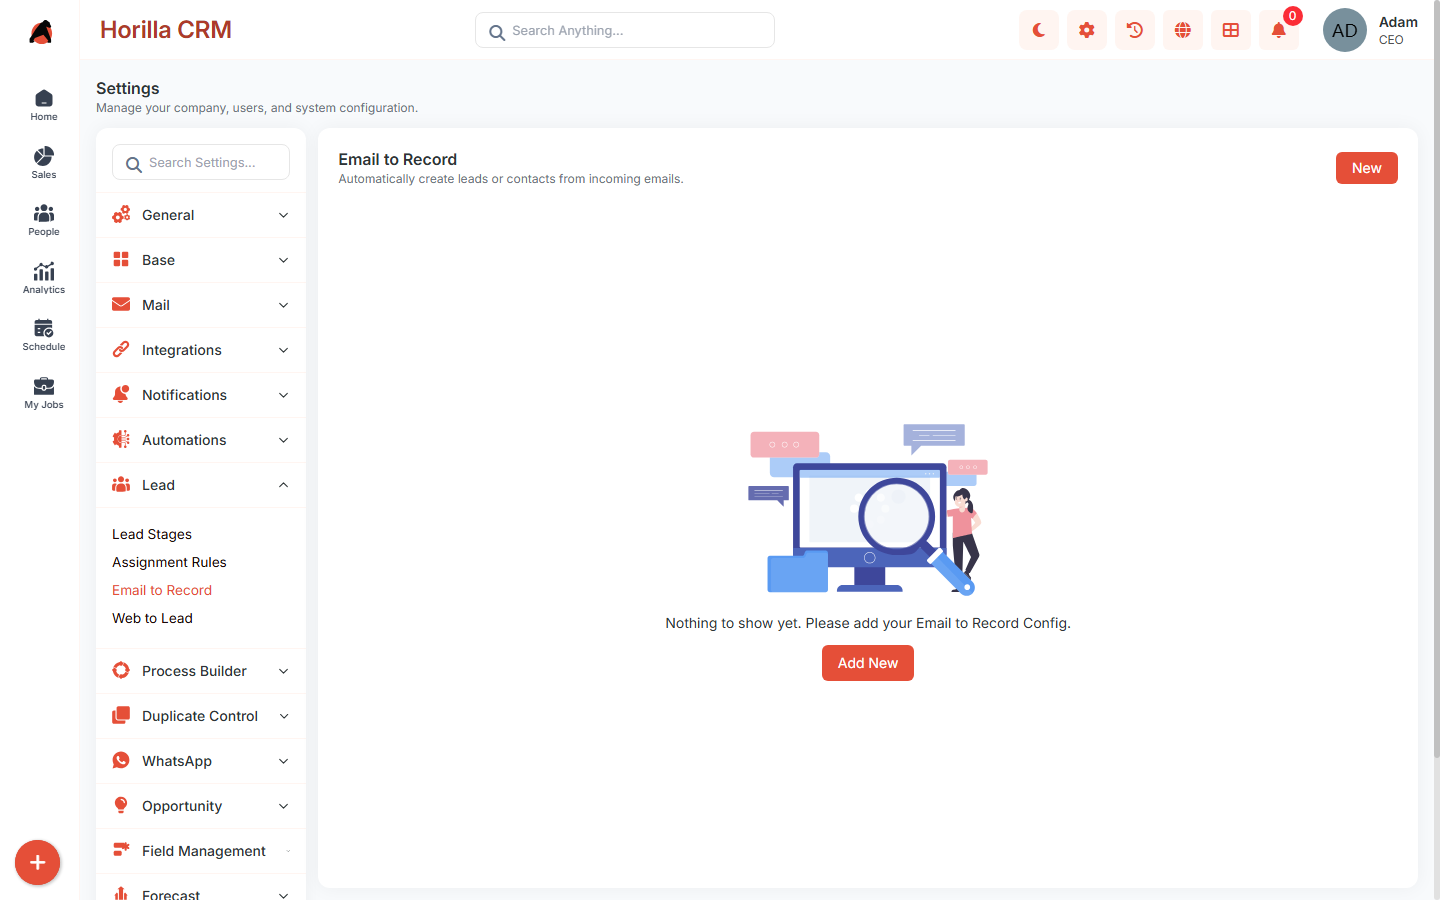 Horilla CRM
Search Anything...
0
AD
Adam
CEO
Home
Sales
People
Analytics
Schedule
My Jobs
Settings
Manage your company, users, and system configuration.
Search Settings...
General
Base
Mail
Integrations
Notifications
Automations
Lead
Lead Stages
Assignment Rules
Email to Record
Web to Lead
Process Builder
Duplicate Control
WhatsApp
Opportunity
Field Management
Forecast
Email to Record
Automatically create leads or contacts from incoming emails.
New
Nothing to show yet. Please add your Email to Record Config.
Add New